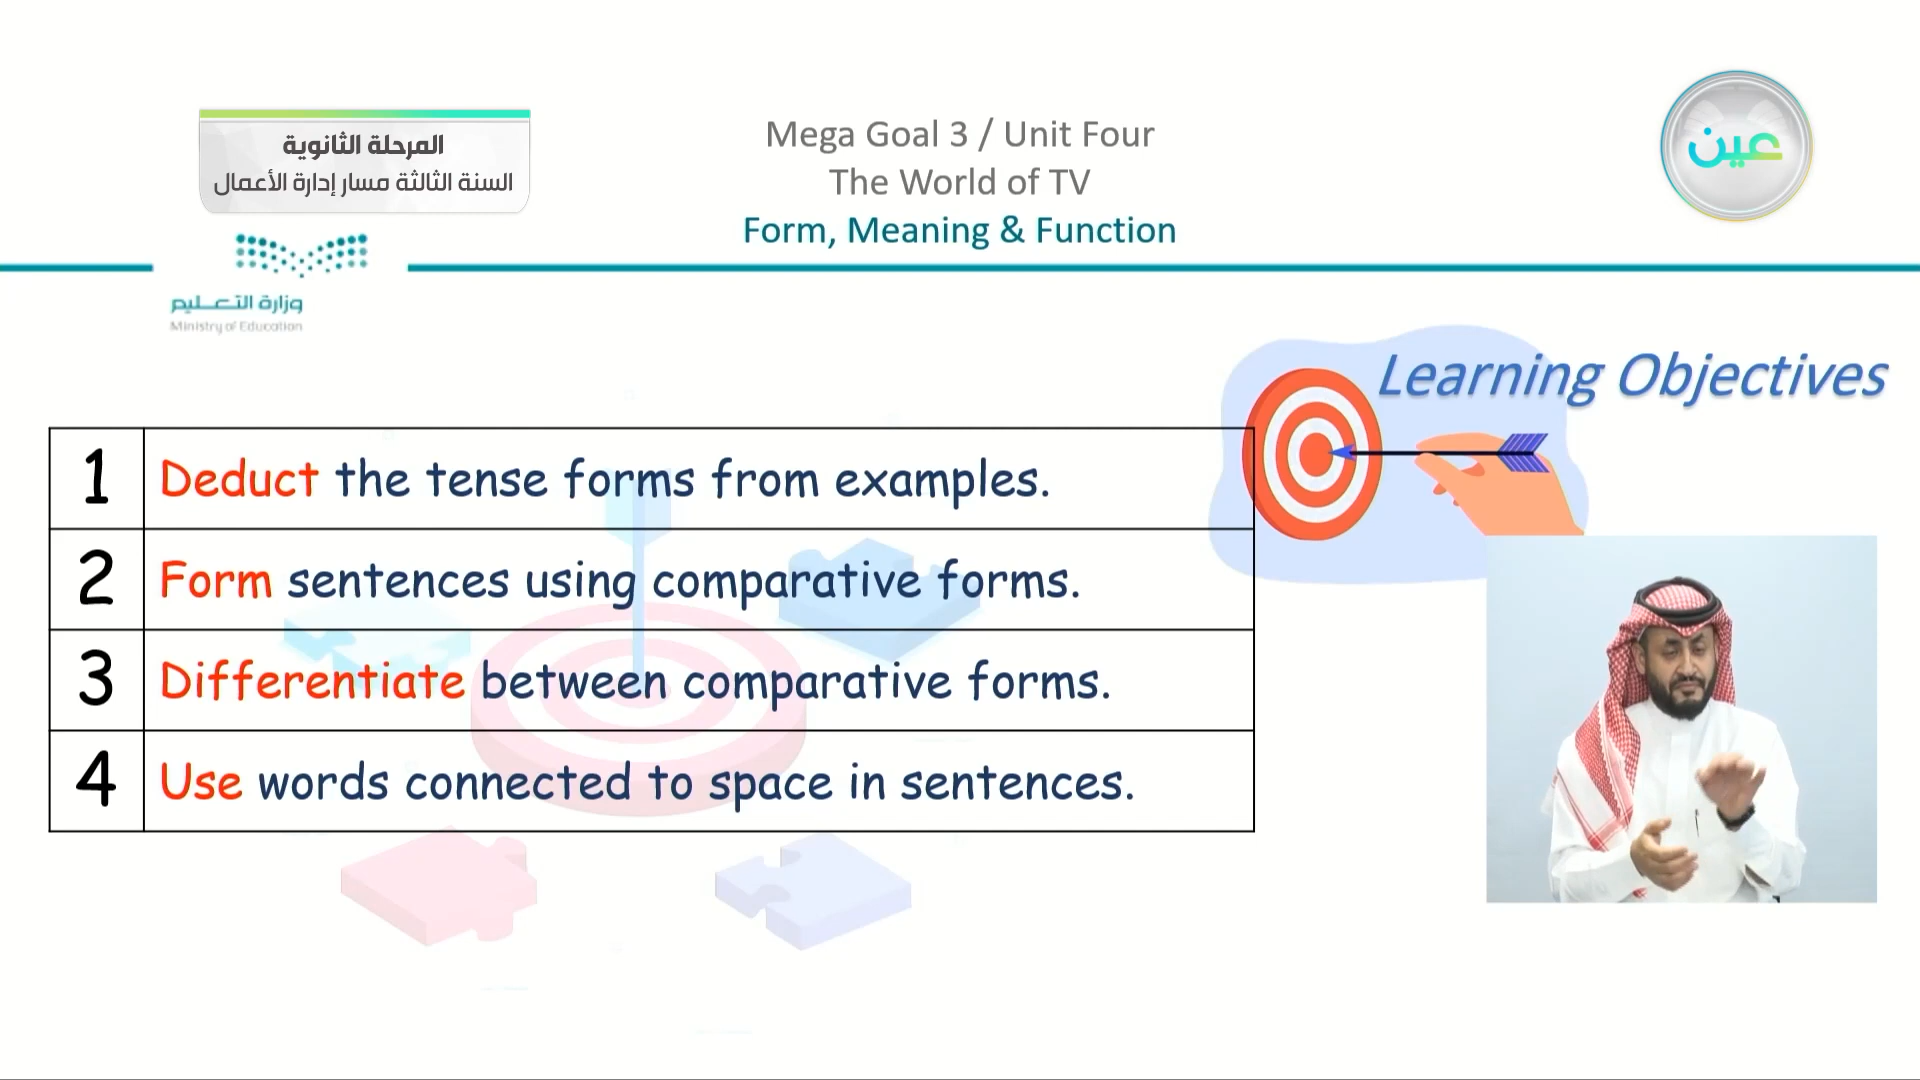 المرحلة الثانوية
السنة الثالثة مسار إدارة الأعمال
Mega Goal 3 / Unit Four
The World of TV
Form, Meaning & Function
عين
وزارة التعليم
Ministry of Education
Learning Objectives
1 Deduct the tense forms from examples.
2 Form sentences using comparative forms.
3 Differentiate between comparative forms.
4 Use words connected to space in sentences.